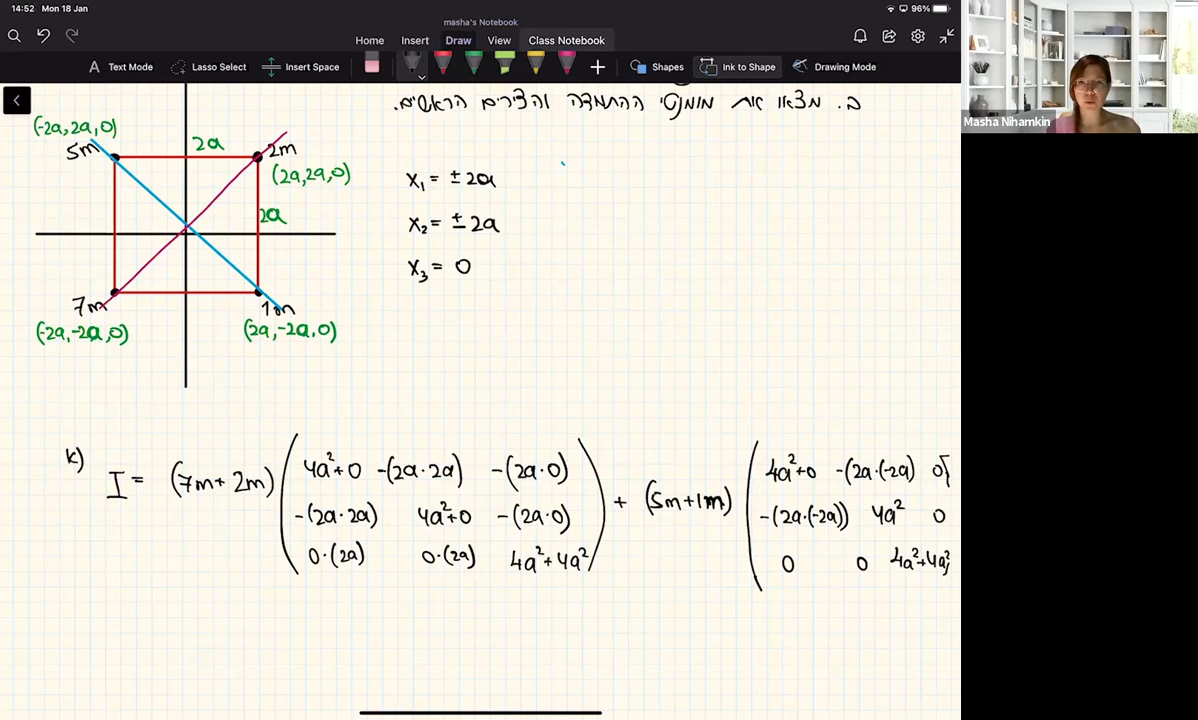 14:52 Mon 18 Jan
96%
masha's Notebook
Home Insert Draw View Class Notebook
Text Mode Lasso Select Insert Space Shapes Ink to Shape Drawing Mode
Masha Nihamkin
ב. מצאו את מומנטי ההתמדה והצירים הראשיים.
(-2a,2a,0)
5m
2a
2m
(2a,2a,0)
2a
7m
(-2a,-2a,0)
1m
(2a,-2a,0)
x₁ = ± 2a
x₂ = ± 2a
x₃ = 0
א)
I = (7m+2m) ( 4a²+0 -(2a·2a) -(2a·0) ) + (5m+1m) ( 4a²+0 -(2a·(-2a) 0
-(2a·2a) 4a²+0 -(2a·0) -(2a·(-2a)) 4a² 0
0·(2a) 0·(2a) 4a²+4a² 0 0 4a²+4a²